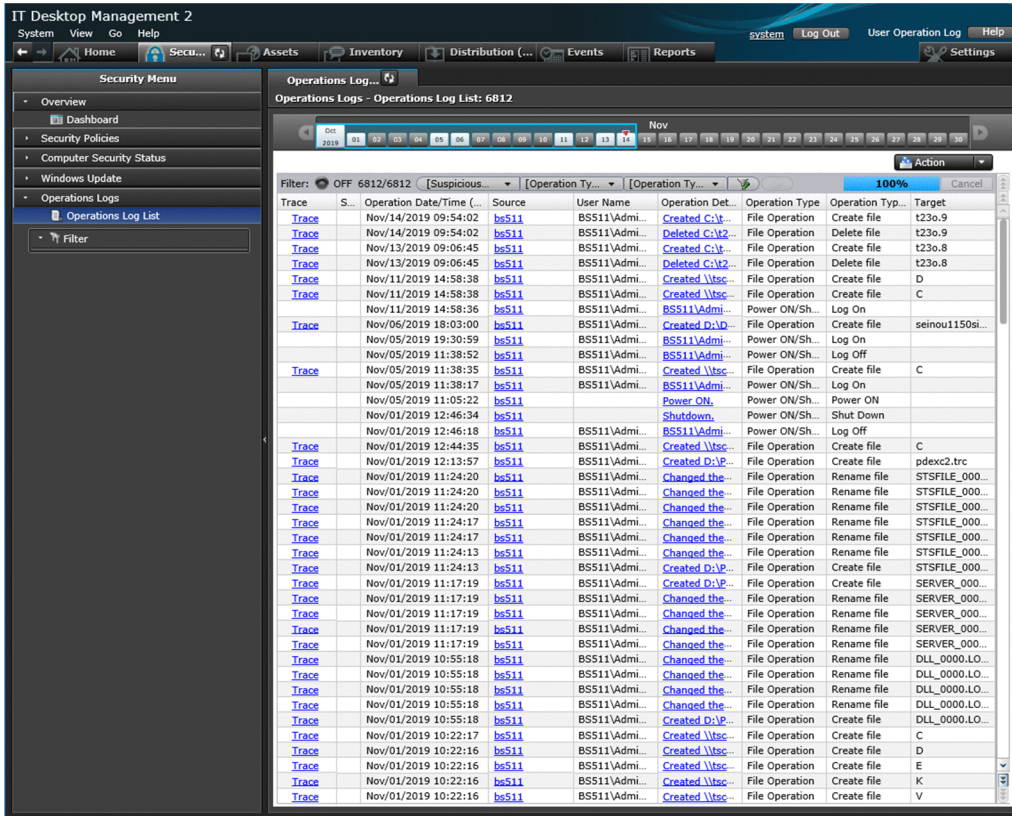 IT Desktop Management 2
System View Go Help system Log Out User Operation Log Help
Home Secu... Assets Inventory Distribution (... Events Reports Settings
Security Menu
Overview
Dashboard
Security Policies
Computer Security Status
Windows Update
Operations Logs
Operations Log List
Filter
Operations Log...
Operations Logs - Operations Log List: 6812
Oct 2019 Nov
01 02 03 04 05 06 07 08 09 10 11 12 13 14 15 16 17 18 19 20 21 22 23 24 25 26 27 28 29 30
Action
Filter: OFF 6812/6812 [Suspicious... [Operation Ty... [Operation Ty... 100% Cancel
Trace S... Operation Date/Time (... Source User Name Operation Det... Operation Type Operation Typ... Target
Trace Nov/14/2019 09:54:02 bs511 BS511\Admi... Created C:\t... File Operation Create file t23o.9
Trace Nov/14/2019 09:54:02 bs511 BS511\Admi... Deleted C:\t2... File Operation Delete file t23o.9
Trace Nov/13/2019 09:06:45 bs511 BS511\Admi... Created C:\t... File Operation Create file t23o.8
Trace Nov/13/2019 09:06:45 bs511 BS511\Admi... Deleted C:\t2... File Operation Delete file t23o.8
Trace Nov/11/2019 14:58:38 bs511 BS511\Admi... Created \\tsc... File Operation Create file D
Trace Nov/11/2019 14:58:38 bs511 BS511\Admi... Created \\tsc... File Operation Create file C
Nov/11/2019 14:58:36 bs511 BS511\Admi... BS511\Admi... Power ON/Sh... Log On
Trace Nov/06/2019 18:03:00 bs511 BS511\Admi... Created D:\D... File Operation Create file seinou1150si...
Nov/05/2019 19:30:59 bs511 BS511\Admi... BS511\Admi... Power ON/Sh... Log On
Nov/05/2019 11:38:52 bs511 BS511\Admi... BS511\Admi... Power ON/Sh... Log Off
Trace Nov/05/2019 11:38:35 bs511 BS511\Admi... Created \\tsc... File Operation Create file C
Nov/05/2019 11:38:17 bs511 BS511\Admi... BS511\Admi... Power ON/Sh... Log On
Nov/05/2019 11:05:22 bs511 Power ON. Power ON/Sh... Power ON
Nov/01/2019 12:46:34 bs511 Shutdown. Power ON/Sh... Shut Down
Nov/01/2019 12:46:18 bs511 BS511\Admi... BS511\Admi... Power ON/Sh... Log Off
Trace Nov/01/2019 12:44:35 bs511 BS511\Admi... Created \\tsc... File Operation Create file C
Trace Nov/01/2019 12:13:57 bs511 BS511\Admi... Created D:\P... File Operation Create file pdexc2.trc
Trace Nov/01/2019 11:24:20 bs511 BS511\Admi... Changed the... File Operation Rename file STSFILE_000...
Trace Nov/01/2019 11:24:20 bs511 BS511\Admi... Changed the... File Operation Rename file STSFILE_000...
Trace Nov/01/2019 11:24:20 bs511 BS511\Admi... Changed the... File Operation Rename file STSFILE_000...
Trace Nov/01/2019 11:24:17 bs511 BS511\Admi... Changed the... File Operation Rename file STSFILE_000...
Trace Nov/01/2019 11:24:17 bs511 BS511\Admi... Changed the... File Operation Rename file STSFILE_000...
Trace Nov/01/2019 11:24:13 bs511 BS511\Admi... Changed the... File Operation Rename file STSFILE_000...
Trace Nov/01/2019 11:24:13 bs511 BS511\Admi... Created D:\P... File Operation Create file STSFILE_000...
Trace Nov/01/2019 11:17:19 bs511 BS511\Admi... Created D:\P... File Operation Create file SERVER_000...
Trace Nov/01/2019 11:17:19 bs511 BS511\Admi... Changed the... File Operation Rename file SERVER_000...
Trace Nov/01/2019 11:17:19 bs511 BS511\Admi... Changed the... File Operation Rename file SERVER_000...
Trace Nov/01/2019 11:17:19 bs511 BS511\Admi... Changed the... File Operation Rename file SERVER_000...
Trace Nov/01/2019 11:17:19 bs511 BS511\Admi... Changed the... File Operation Rename file SERVER_000...
Trace Nov/01/2019 10:55:18 bs511 BS511\Admi... Changed the... File Operation Rename file DLL_0000.LO...
Trace Nov/01/2019 10:55:18 bs511 BS511\Admi... Changed the... File Operation Rename file DLL_0000.LO...
Trace Nov/01/2019 10:55:18 bs511 BS511\Admi... Changed the... File Operation Rename file DLL_0000.LO...
Trace Nov/01/2019 10:55:18 bs511 BS511\Admi... Changed the... File Operation Rename file DLL_0000.LO...
Trace Nov/01/2019 10:55:18 bs511 BS511\Admi... Created D:\P... File Operation Create file DLL_0000.LO...
Trace Nov/01/2019 10:22:17 bs511 BS511\Admi... Created \\tsc... File Operation Create file C
Trace Nov/01/2019 10:22:16 bs511 BS511\Admi... Created \\tsc... File Operation Create file D
Trace Nov/01/2019 10:22:16 bs511 BS511\Admi... Created \\tsc... File Operation Create file E
Trace Nov/01/2019 10:22:16 bs511 BS511\Admi... Created \\tsc... File Operation Create file K
Trace Nov/01/2019 10:22:16 bs511 BS511\Admi... Created \\tsc... File Operation Create file V